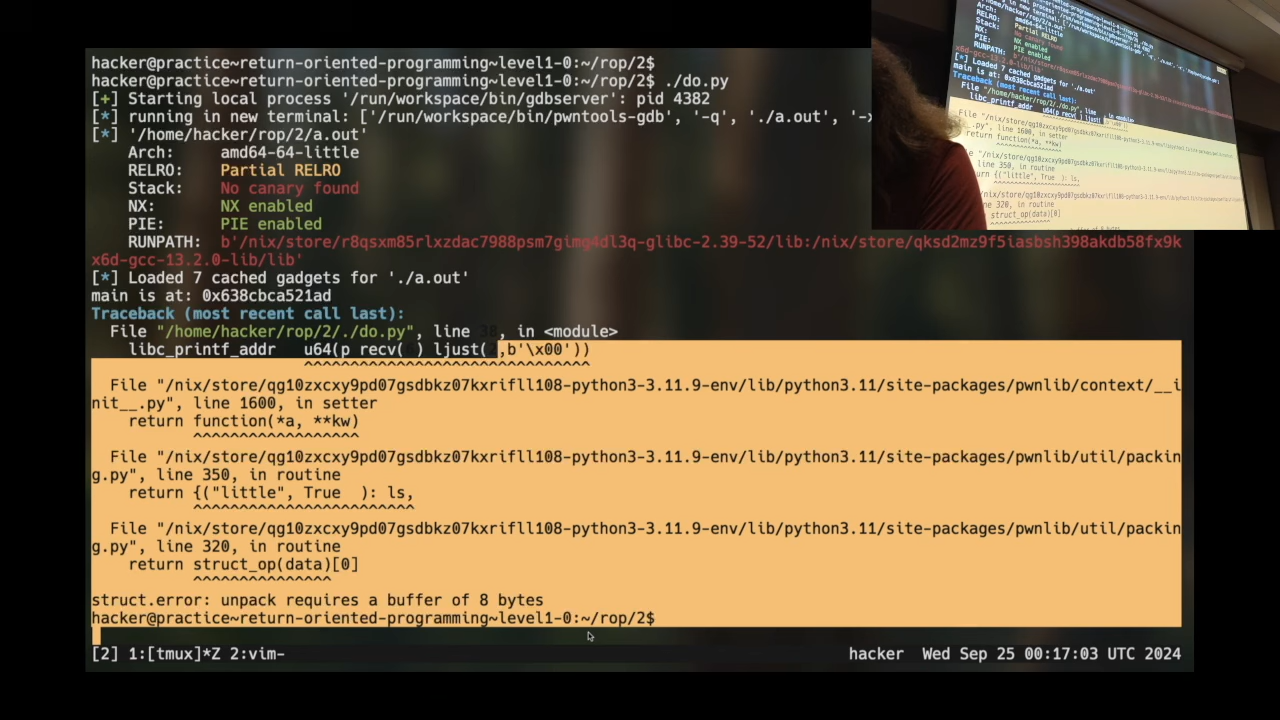 hacker@practice~return-oriented-programming~level1-0:~/rop/2$
hacker@practice~return-oriented-programming~level1-0:~/rop/2$ ./do.py
[+] Starting local process '/run/workspace/bin/gdbserver': pid 4382
[*] running in new terminal: ['/run/workspace/bin/pwntools-gdb', '-q', './a.out', '-x
[*] '/home/hacker/rop/2/a.out'
Arch: amd64-64-little
RELRO: Partial RELRO
Stack: No canary found
NX: NX enabled
PIE: PIE enabled
RUNPATH: b'/nix/store/r8qsxm85rlxzdac7988psm7gimq4dl3q-glibc-2.39-52/lib:/nix/store/qksd2mz9f5iasbsh398akdb58fx9k
x6d-gcc-13.2.0-lib/lib'
[*] Loaded 7 cached gadgets for './a.out'
main is at: 0x638cbca521ad
Traceback (most recent call last):
File "/home/hacker/rop/2/./do.py", line 38, in <module>
libc_printf_addr u64(p recv( ) ljust( ,b'\x00'))
^^^^^^^^^^^^^^^^^^^^^^^^^^^^^^^
File "/nix/store/qg10zxcxy9pd07gsdbkz07kxrifll108-python3-3.11.9-env/lib/python3.11/site-packages/pwnlib/context/__i
nit__.py", line 1600, in setter
return function(*a, **kw)
^^^^^^^^^^^^^^^^^^
File "/nix/store/qg10zxcxy9pd07gsdbkz07kxrifll108-python3-3.11.9-env/lib/python3.11/site-packages/pwnlib/util/packin
g.py", line 350, in routine
return {("little", True ): ls,
^^^^^^^^^^^^^^^^^^^^^^^^
File "/nix/store/qg10zxcxy9pd07gsdbkz07kxrifll108-python3-3.11.9-env/lib/python3.11/site-packages/pwnlib/util/packin
g.py", line 320, in routine
return struct_op(data)[0]
^^^^^^^^^^^^^^^
struct.error: unpack requires a buffer of 8 bytes
hacker@practice~return-oriented-programming~level1-0:~/rop/2$
[2] 1:[tmux]*Z 2:vim-
hacker Wed Sep 25 00:17:03 UTC 2024